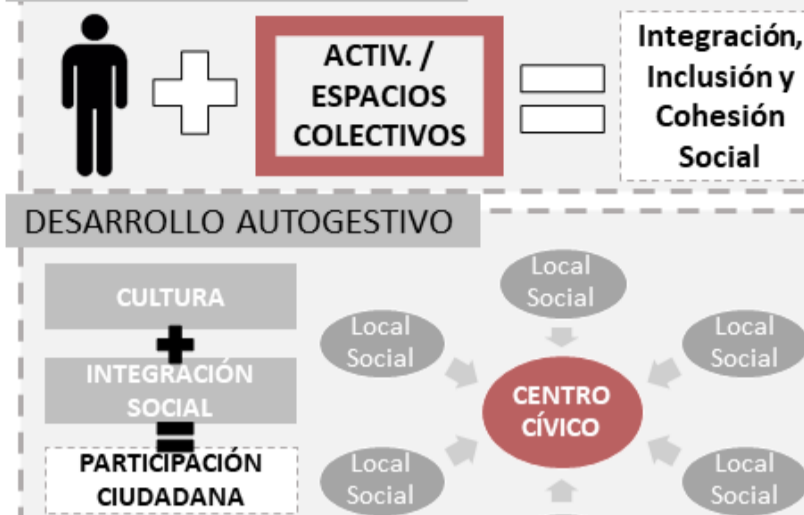 ACTIV. /
ESPACIOS
COLECTIVOS
Integración,
Inclusión y
Cohesión
Social
DESARROLLO AUTOGESTIVO
CULTURA
INTEGRACIÓN
SOCIAL
PARTICIPACIÓN
CIUDADANA
Local
Social
Local
Social
Local
Social
CENTRO
CÍVICO
Local
Social
Local
Social